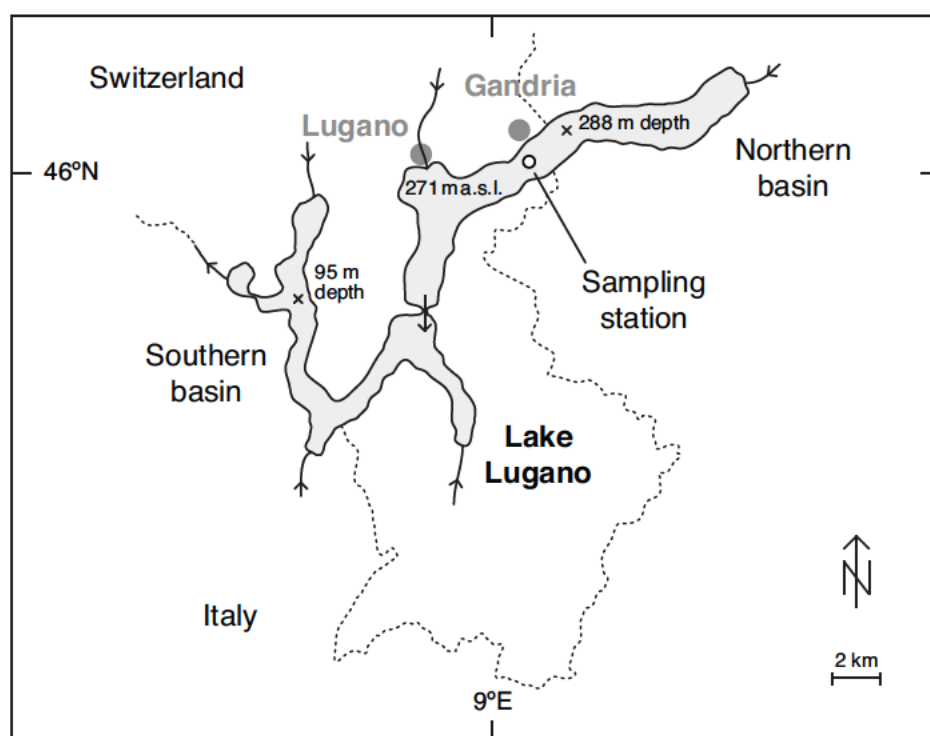 Switzerland
Gandria
Lugano
288 m depth
Northern
basin
46ºN
271 m a.s.l.
Sampling
station
95 m
depth
Southern
basin
Lake
Lugano
Italy
N
2 km
9ºE